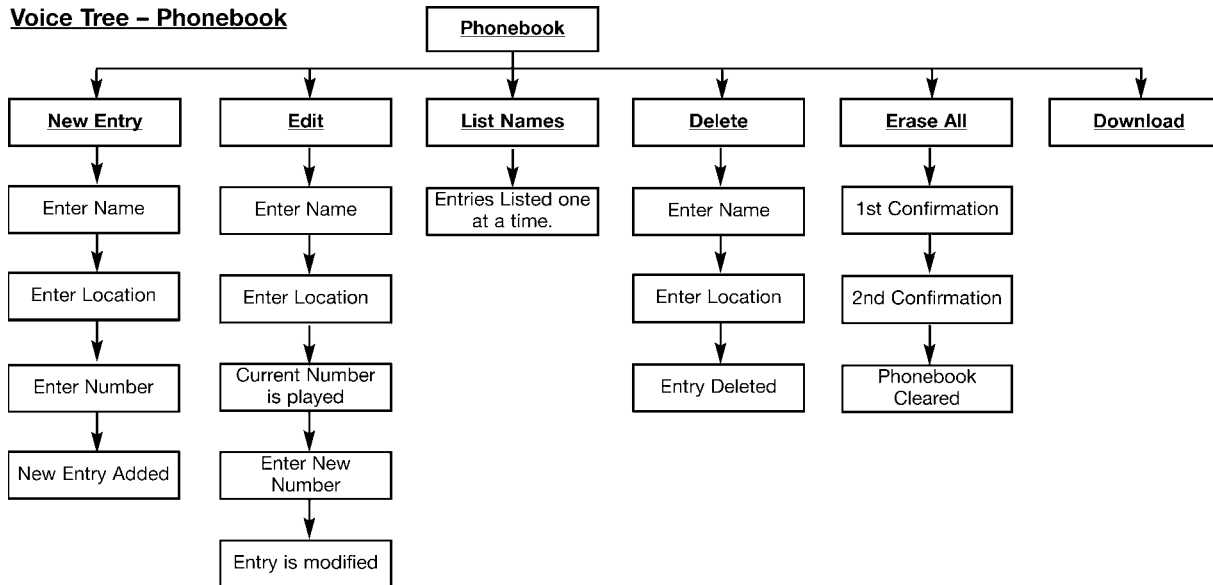 Voice Tree – Phonebook
Phonebook
New Entry
Edit
List Names
Delete
Erase All
Download
Enter Name
Enter Name
Entries Listed one
at a time.
Enter Name
1st Confirmation
Enter Location
Enter Location
Enter Location
2nd Confirmation
Enter Number
Current Number
is played
Entry Deleted
Phonebook
Cleared
New Entry Added
Enter New
Number
Entry is modified